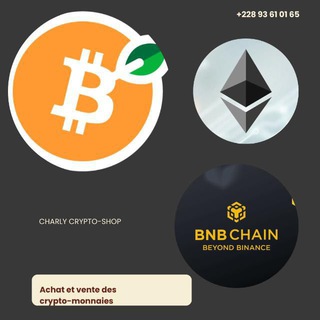 +228 93 61 01 65
BNB CHAIN
BEYOND BINANCE
CHARLY CRYPTO-SHOP
Achat et vente des
crypto-monnaies